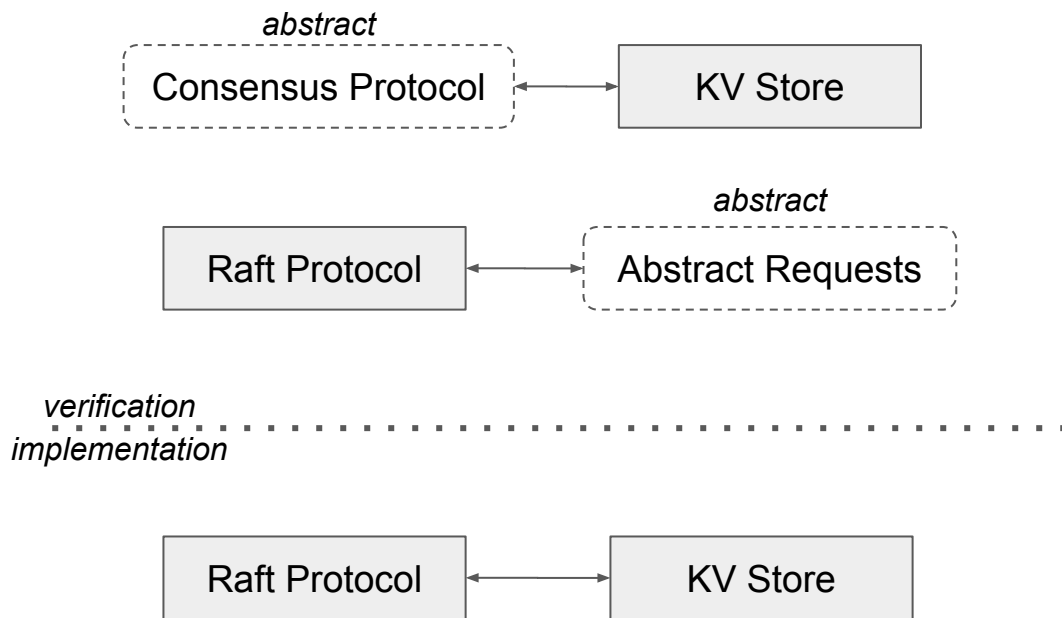 abstract
Consensus Protocol
KV Store
abstract
Raft Protocol
Abstract Requests
verification
implementation
Raft Protocol
KV Store